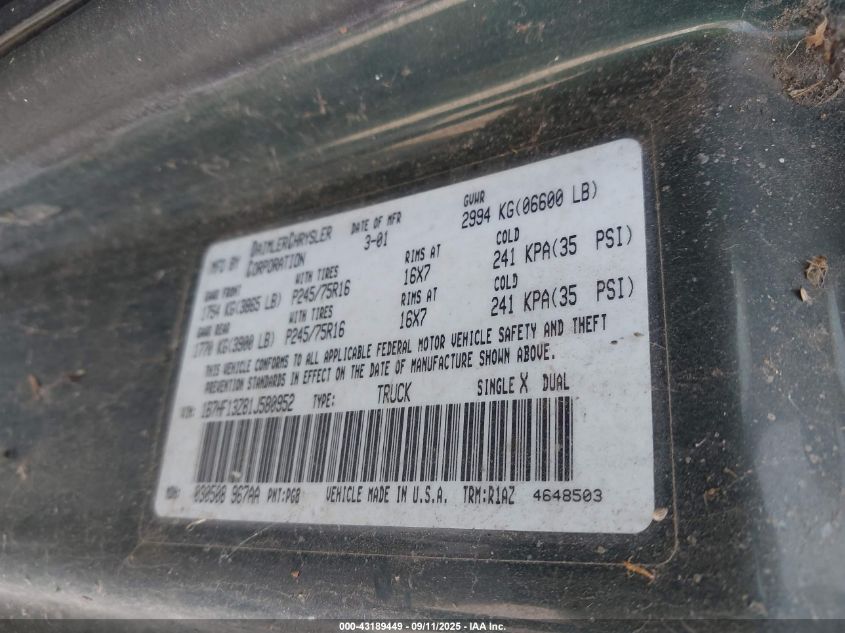 MFD BY DAIMLERCHRYSLER CORPORATION DATE OF MFR 3-01 GVWR 2994 KG(06600 LB)
GAWR FRONT 1754 KG(3865 LB) WITH TIRES P245/75R16 RIMS AT 16X7 COLD 241 KPA(35 PSI)
GAWR REAR 1770 KG(3900 LB) WITH TIRES P245/75R16 RIMS AT 16X7 COLD 241 KPA(35 PSI)
THIS VEHICLE CONFORMS TO ALL APPLICABLE FEDERAL MOTOR VEHICLE SAFETY AND THEFT
PREVENTION STANDARDS IN EFFECT ON THE DATE OF MANUFACTURE SHOWN ABOVE.
VIN: 1B7HF13Z81J580952 TYPE: TRUCK SINGLE X DUAL
MDH: 030508 967AA PNT:PG8 VEHICLE MADE IN U.S.A. TRM:R1AZ 4648503
000-43189449 - 09/11/2025 - IAA Inc.